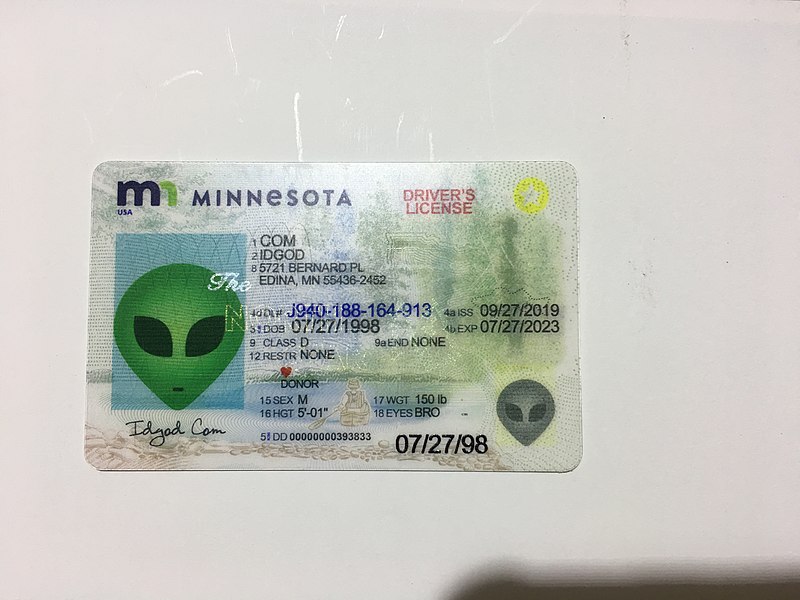 mn MINNESOTA
USA
DRIVER'S
LICENSE
1 COM
2 IDGOD
8 5721 BERNARD PL
EDINA, MN 55436-2452
The
4d DL# J940-188-164-913 4a ISS 09/27/2019
3 DOB 07/27/1998 4b EXP 07/27/2023
9 CLASS D 9a END NONE
12 RESTR NONE
DONOR
15 SEX M 17 WGT 150 lb
16 HGT 5'-01" 18 EYES BRO
Idgod Com
5 DD 00000000393833
07/27/98